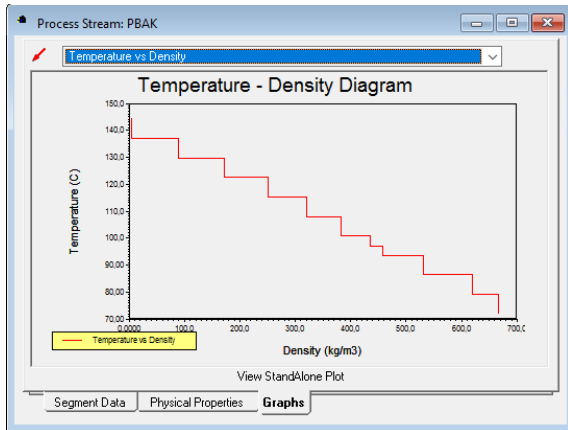 Process Stream: PBAK
Temperature vs Density
Temperature - Density Diagram
150,0
140,0
130,0
120,0
110,0
100,0
90,00
80,00
70,00
Temperature (C)
0,0000 100,0 200,0 300,0 400,0 500,0 600,0 700,0
Temperature vs Density
Density (kg/m3)
View StandAlone Plot
Segment Data Physical Properties Graphs